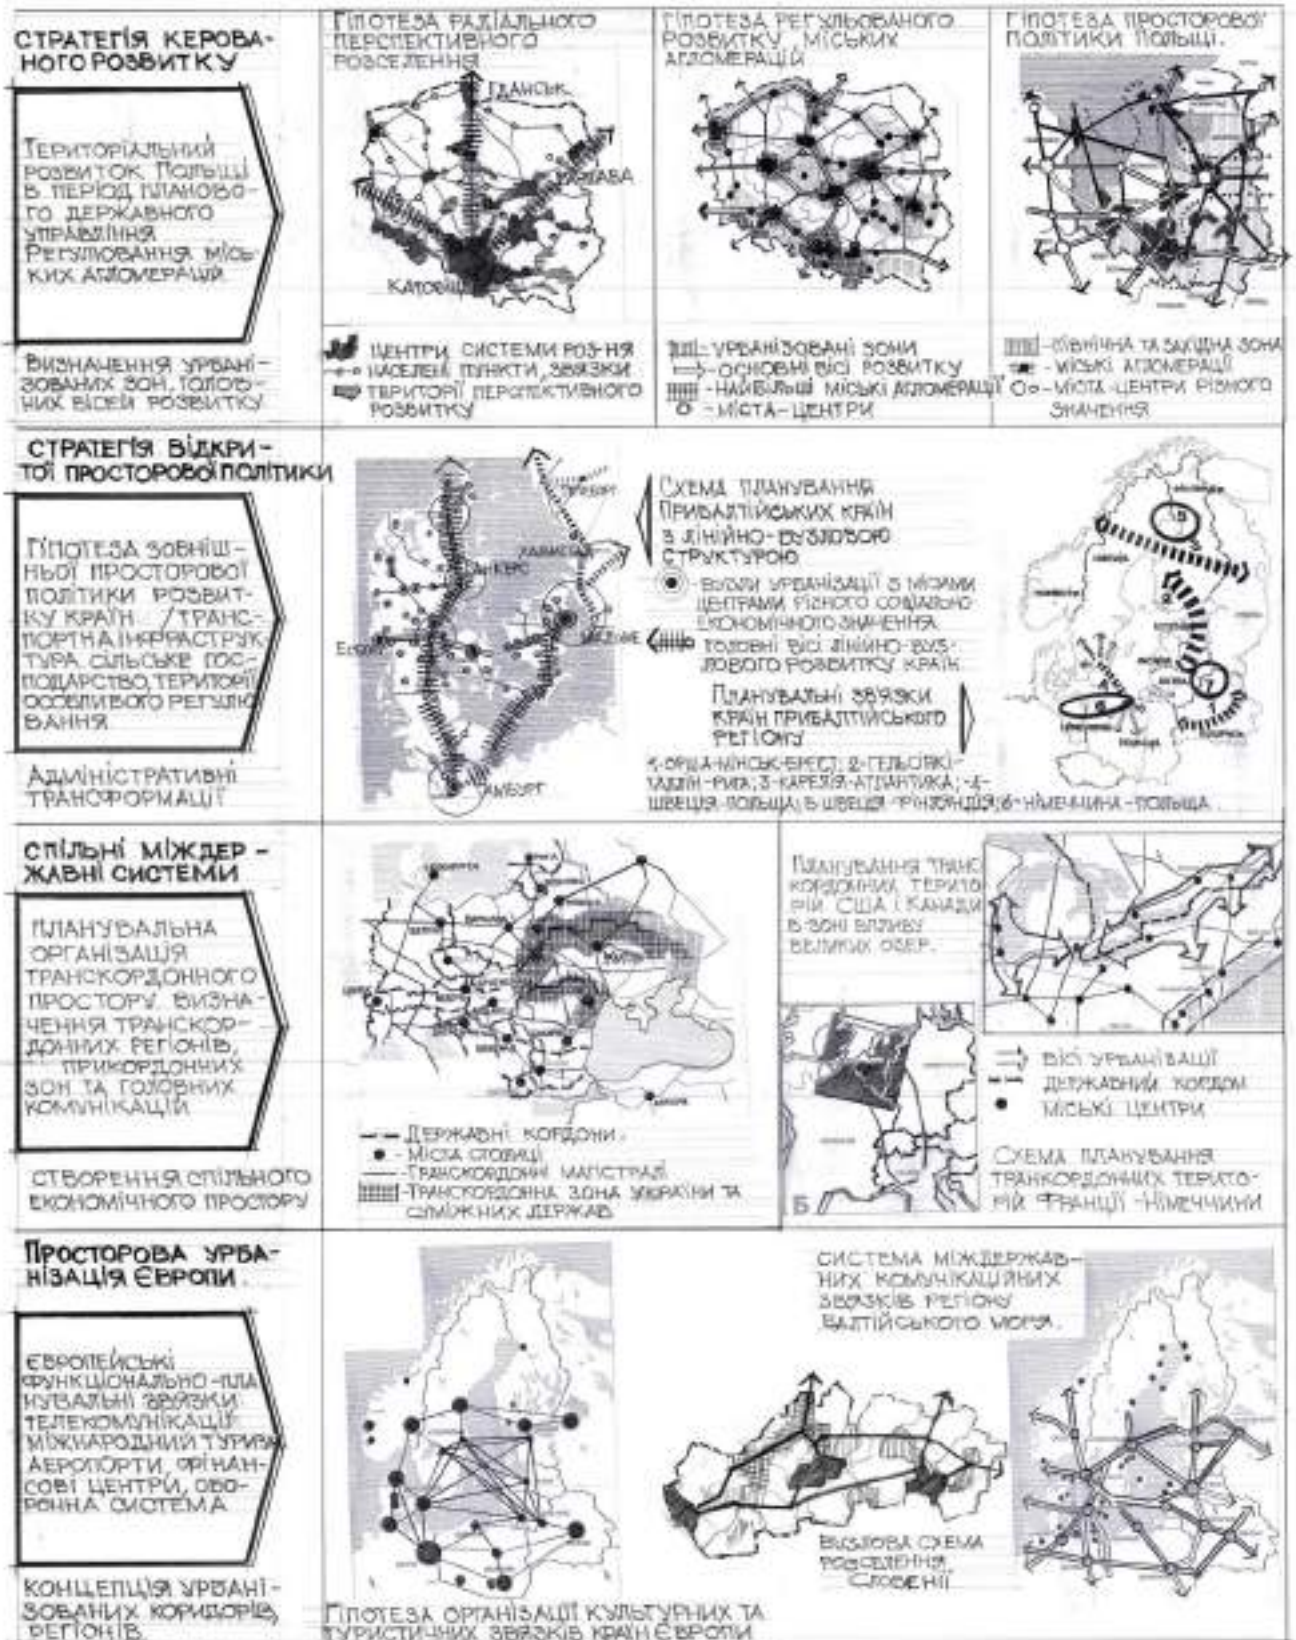 СТРАТЕГІЯ КЕРОВА-
НОГО РОЗВИТКУ
ТЕРИТОРІАЛЬНИЙ
РОЗВИТОК ПОЛЬЩІ
В ПЕРІОД ПЛАНОВО-
ГО ДЕРЖАВНОГО
УПРАВЛІННЯ
РЕГУЛЮВАННЯ МІСЬ-
КИХ АГЛОМЕРАЦІЙ
ВИЗНАЧЕННЯ УРБАНІ-
ЗОВАНИХ ЗОН, ГОЛОВ-
НИХ ВІСЕЙ РОЗВИТКУ
ГІПОТЕЗА РАДІАЛЬНОГО
ПЕРСПЕКТИВНОГО
РОЗСЕЛЕННЯ
ГДАНСЬК
ВАРШАВА
КАТОВІЦЕ
ЦЕНТРИ СИСТЕМИ РОЗ-НЯ
НАСЕЛЕНІ ПУНКТИ, ЗВЯЗКИ
ТЕРИТОРІЇ ПЕРСПЕКТИВНОГО
РОЗВИТКУ
ГІПОТЕЗА РЕГУЛЬОВАНОГО
РОЗВИТКУ МІСЬКИХ
АГЛОМЕРАЦІЙ
- УРБАНІЗОВАНІ ЗОНИ
- ОСНОВНІ ВІСІ РОЗВИТКУ
- НАЙБІЛЬШІ МІСЬКІ АГЛОМЕРАЦІЇ
- МІСТА-ЦЕНТРИ
ГІПОТЕЗА ПРОСТОРОВОЇ
ПОЛІТИКИ ПОЛЬЩІ.
- ПІВНІЧНА ТА ЗАХІДНА ЗОНА
- МІСЬКІ АГЛОМЕРАЦІЇ
- МІСТА-ЦЕНТРИ РІЗНОГО
ЗНАЧЕННЯ
СТРАТЕГІЯ ВІДКРИ-
ТОЇ ПРОСТОРОВОЇ ПОЛІТИКИ
ГІПОТЕЗА ЗОВНІШ-
НЬОЇ ПРОСТОРОВОЇ
ПОЛІТИКИ РОЗВИТ-
КУ КРАЇН /ТРАНС-
ПОРТНА ІНФРАСТРУК
ТУРА, СІЛЬСЬКЕ ГОС-
ПОДАРСТВО, ТЕРИТОРІЇ
ОСОБЛИВОГО РЕГУЛЮ
ВАННЯ
АДМІНІСТРАТИВНІ
ТРАНСФОРМАЦІЇ
СХЕМА ПЛАНУВАННЯ
ПРИБАЛТІЙСЬКИХ КРАЇН
З ЛІНІЙНО-ВУЗЛОВОЮ
СТРУКТУРОЮ
- ВУЗЛИ УРБАНІЗАЦІЇ З МІСЬКИМИ
ЦЕНТРАМИ РІЗНОГО СОЦІАЛЬНО
ЕКОНОМІЧНОГО ЗНАЧЕННЯ
ГОЛОВНІ ВІСІ ЛІНІЙНО-ВУЗ-
ЛОВОГО РОЗВИТКУ КРАЇН
ПЛАНУВАЛЬНІ ЗВ'ЯЗКИ
КРАЇН ПРИБАЛТІЙСЬКОГО
РЕГІОНУ
1-ОРША-МІНСЬК-БРЕСТ; 2-ГЕЛЬСІНКІ-
ТАЛЛІН-РИГА; 3-КАРЕЛІЯ-АТЛАНТИКА; 4-
ШВЕЦІЯ-ПОЛЬЩА; 5 ШВЕЦІЯ-ФІНЛЯНДІЯ; 6-НІМЕЧЧИНА-ПОЛЬЩА.
СПІЛЬНІ МІЖДЕР-
ЖАВНІ СИСТЕМИ
ПЛАНУВАЛЬНА
ОРГАНІЗАЦІЯ
ТРАНСКОРДОННОГО
ПРОСТОРУ. ВИЗНА-
ЧЕННЯ ТРАНСКОР-
ДОННИХ РЕГІОНІВ,
ПРИКОРДОННИХ
ЗОН ТА ГОЛОВНИХ
КОМУНІКАЦІЙ
СТВОРЕННЯ СПІЛЬНОГО
ЕКОНОМІЧНОГО ПРОСТОРУ
- ДЕРЖАВНІ КОРДОНИ.
- МІСТА СТОЛИЦІ
- ТРАНСКОРДОННІ МАГІСТРАЛІ
- ТРАНСКОРДОННА ЗОНА УКРАЇНИ ТА
СУМІЖНИХ ДЕРЖАВ
ПЛАНУВАННЯ ТРАНС
КОРДОННИХ ТЕРИТО-
РІЙ США І КАНАДИ
В ЗОНІ ВПЛИВУ
ВЕЛИКИХ ОЗЕР.
Б
ВІСІ УРБАНІЗАЦІЇ
ДЕРЖАВНИЙ КОРДОН
МІСЬКІ ЦЕНТРИ
СХЕМА ПЛАНУВАННЯ
ТРАНКОРДОННИХ ТЕРИТО-
РІЙ ФРАНЦІЇ-НІМЕЧЧИНИ
ПРОСТОРОВА УРБА-
НІЗАЦІЯ ЄВРОПИ.
ЄВРОПЕЙСЬКІ
ФУНКЦІОНАЛЬНО-ПЛА
НУВАЛЬНІ ЗВЯЗКИ
ТЕЛЕКОМУНІКАЦІЇ
МІЖНАРОДНИЙ ТУРИЗМ
АЕРОПОРТИ, ФІНАН-
СОВІ ЦЕНТРИ, ОБО-
РОННА СИСТЕМА
КОНЦЕПЦІЯ УРБАНІ-
ЗОВАНИХ КОРИДОРІВ,
РЕГІОНІВ.
СИСТЕМА МІЖДЕРЖАВ-
НИХ КОМУНІКАЦІЙНИХ
ЗВЯЗКІВ РЕГІОНУ
БАЛТІЙСЬКОГО МОРЯ.
ВУЗЛОВА СХЕМА
РОЗСЕЛЕННЯ
СЛОВЕНІЇ
ГІПОТЕЗА ОРГАНІЗАЦІЇ КУЛЬТУРНИХ ТА
ТУРИСТИЧНИХ ЗВЯЗКІВ КРАЇН ЄВРОПИ